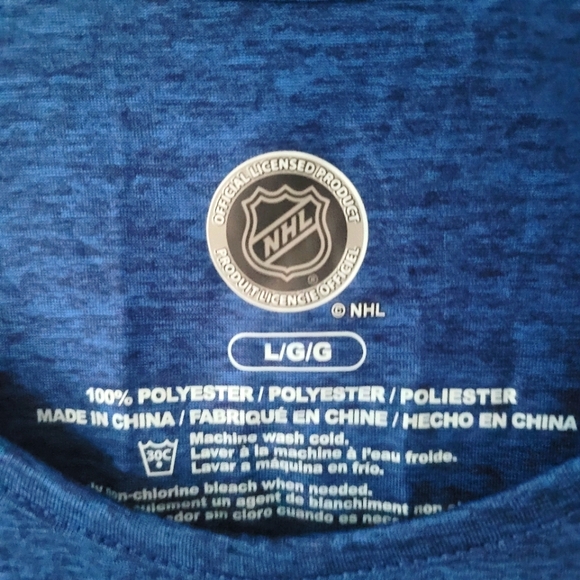 OFFICIAL LICENSED PRODUCT
NHL
PRODUIT LICENCIE OFFICIEL
®
© NHL
L/G/G
100% POLYESTER / POLYESTER / POLIESTER
MADE IN CHINA / FABRIQUÉ EN CHINE / HECHO EN CHINA
30C
Machine wash cold.
Laver à la machine à l'eau froide.
Lavar a máquina en frío.
non-chlorine bleach when needed.
un agent de blanchiment non
sin cloro cuando es